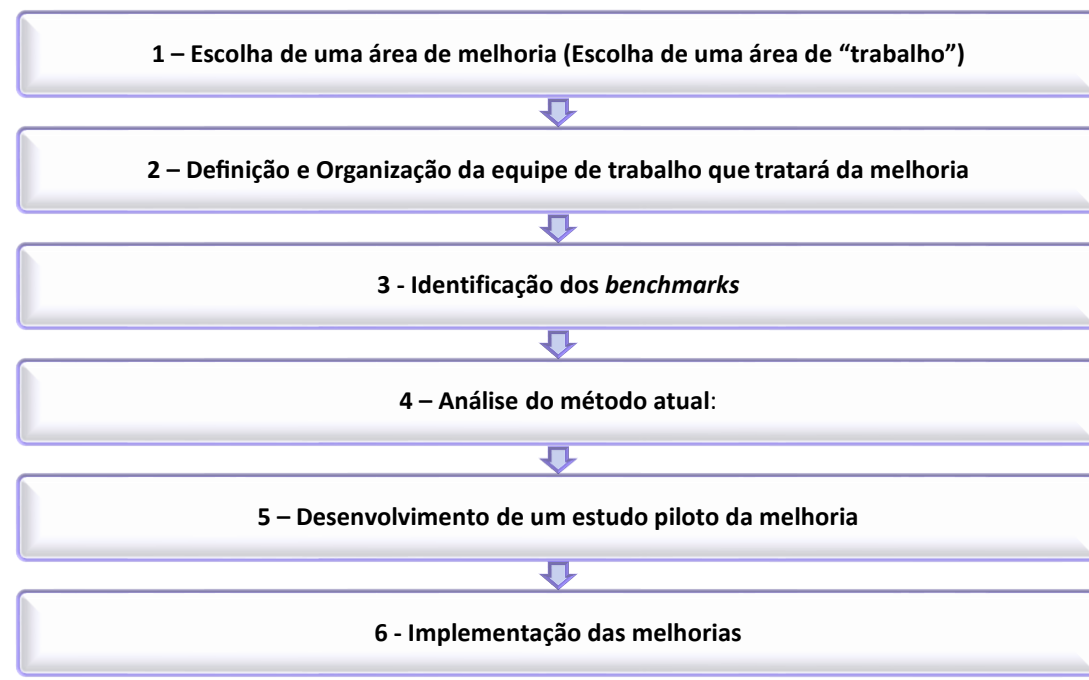 1 – Escolha de uma área de melhoria (Escolha de uma área de “trabalho”)
2 – Definição e Organização da equipe de trabalho que tratará da melhoria
3 - Identificação dos benchmarks
4 – Análise do método atual:
5 – Desenvolvimento de um estudo piloto da melhoria
6 - Implementação das melhorias